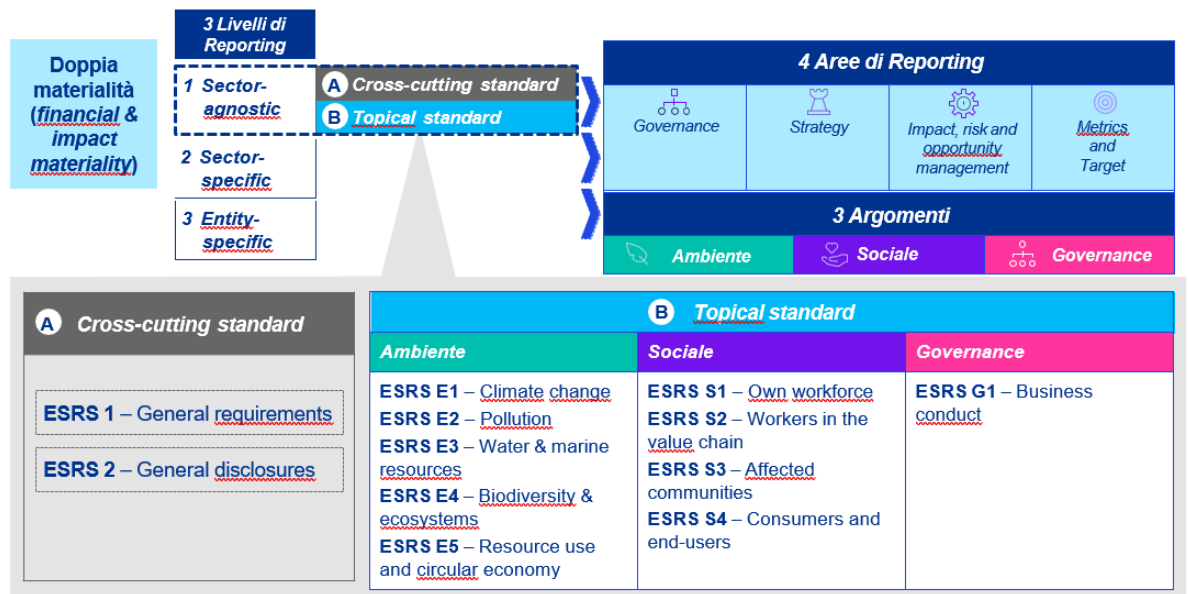 Doppia
materialità
(financial &
impact
materiality)
3 Livelli di
Reporting
1 Sector-
agnostic
A Cross-cutting standard
B Topical standard
2 Sector-
specific
3 Entity-
specific
4 Aree di Reporting
Governance
Strategy
Impact, risk and
opportunity
management
Metrics
and
Target
3 Argomenti
Ambiente
Sociale
Governance
A Cross-cutting standard
ESRS 1 – General requirements
ESRS 2 – General disclosures
B Topical standard
Ambiente
ESRS E1 – Climate change
ESRS E2 – Pollution
ESRS E3 – Water & marine
resources
ESRS E4 – Biodiversity &
ecosystems
ESRS E5 – Resource use
and circular economy
Sociale
ESRS S1 – Own workforce
ESRS S2 – Workers in the
value chain
ESRS S3 – Affected
communities
ESRS S4 – Consumers and
end-users
Governance
ESRS G1 – Business
conduct